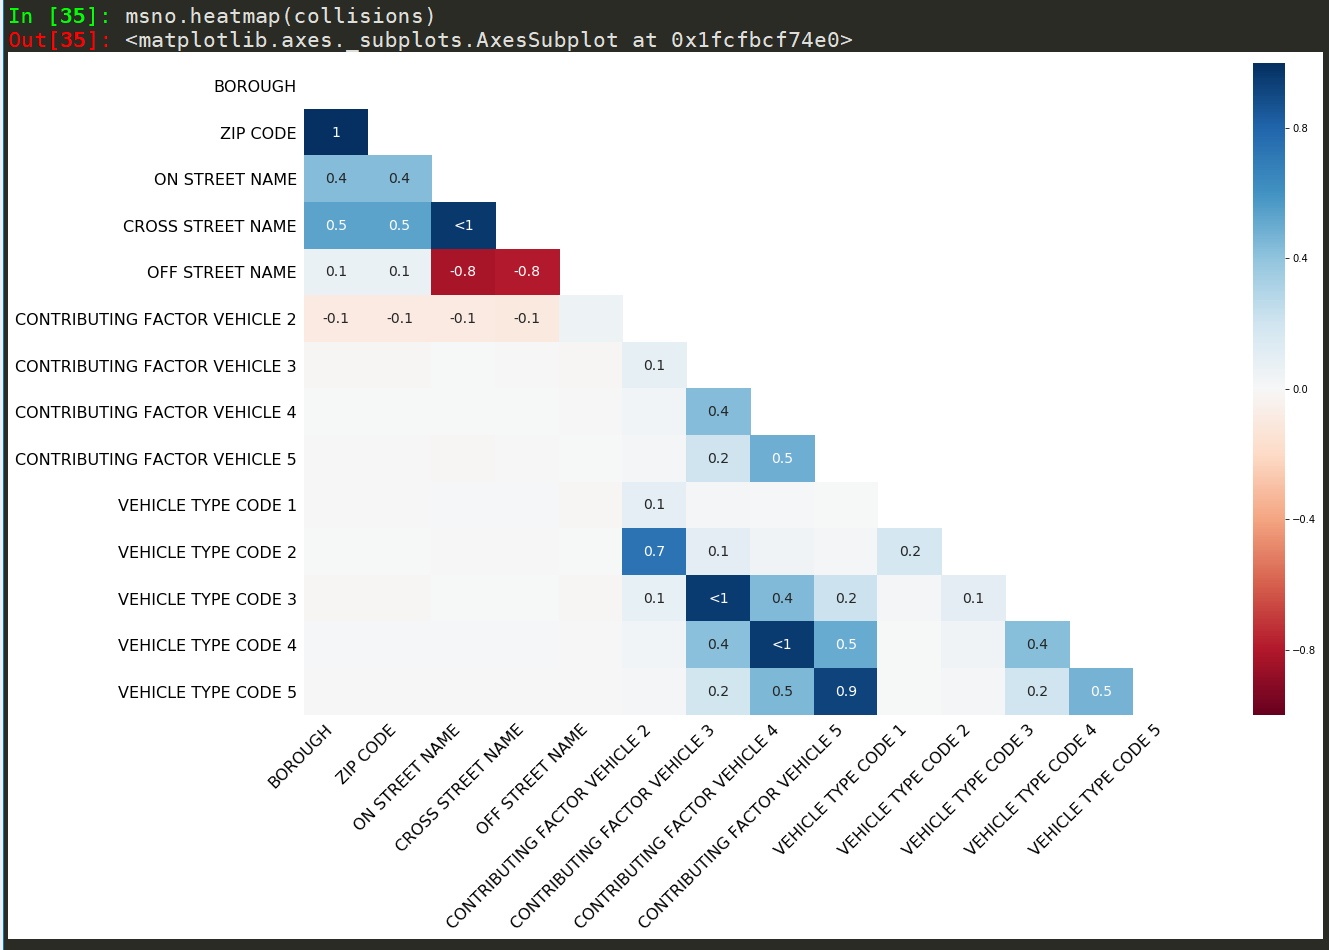 In [35]: msno.heatmap(collisions)
Out[35]: <matplotlib.axes._subplots.AxesSubplot at 0x1fcfbcf74e0>
BOROUGH
ZIP CODE 1
ON STREET NAME 0.4 0.4
CROSS STREET NAME 0.5 0.5 <1
OFF STREET NAME 0.1 0.1 -0.8 -0.8
CONTRIBUTING FACTOR VEHICLE 2 -0.1 -0.1 -0.1 -0.1
CONTRIBUTING FACTOR VEHICLE 3 0.1
CONTRIBUTING FACTOR VEHICLE 4 0.4
CONTRIBUTING FACTOR VEHICLE 5 0.2 0.5
VEHICLE TYPE CODE 1 0.1
VEHICLE TYPE CODE 2 0.7 0.1 0.2
VEHICLE TYPE CODE 3 0.1 <1 0.4 0.2 0.1
VEHICLE TYPE CODE 4 0.4 <1 0.5 0.4
VEHICLE TYPE CODE 5 0.2 0.5 0.9 0.2 0.5
BOROUGH
ZIP CODE
ON STREET NAME
CROSS STREET NAME
OFF STREET NAME
CONTRIBUTING FACTOR VEHICLE 2
CONTRIBUTING FACTOR VEHICLE 3
CONTRIBUTING FACTOR VEHICLE 4
CONTRIBUTING FACTOR VEHICLE 5
VEHICLE TYPE CODE 1
VEHICLE TYPE CODE 2
VEHICLE TYPE CODE 3
VEHICLE TYPE CODE 4
VEHICLE TYPE CODE 5
0.8
0.4
0.0
−0.4
−0.8